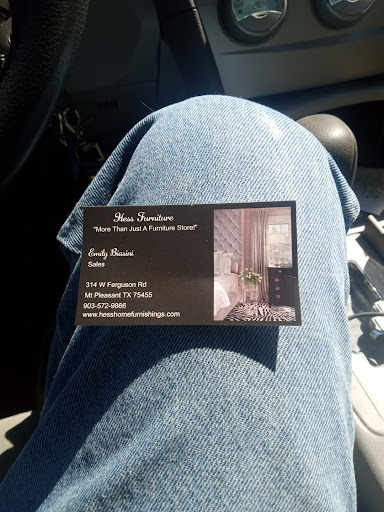 Hess Furniture
"More Than Just A Furniture Store!"
Emily Biasini
Sales
314 W Ferguson Rd
Mt Pleasant TX 75455
903-572-9866
www.hesshomefurnishings.com